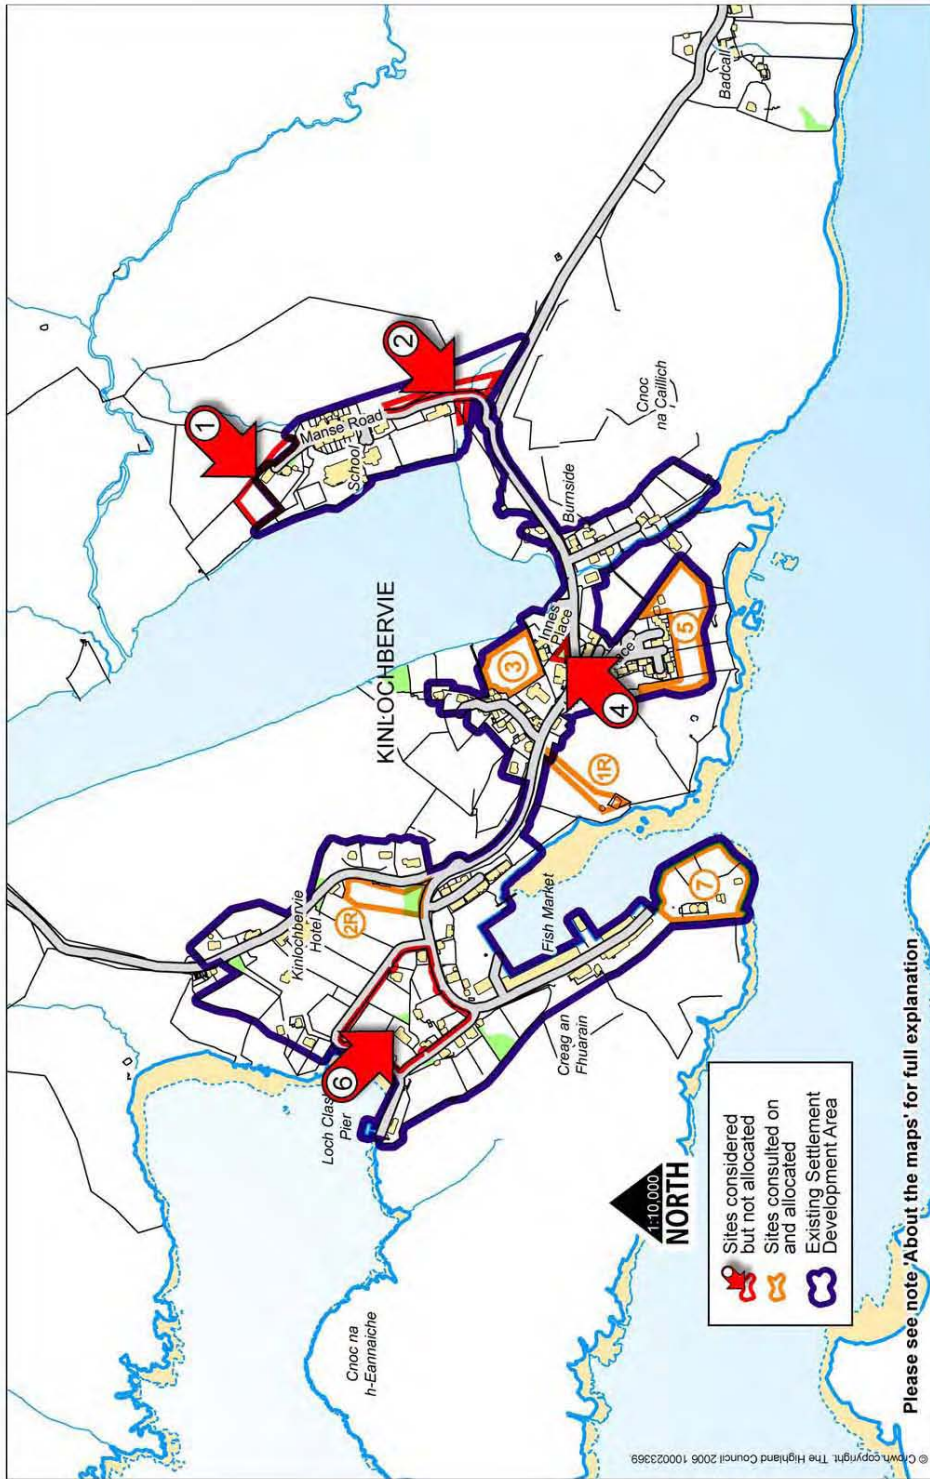 Badcall
1
2
Manse Road
School
Cnoc
na Caillich
Burnside
KINLOCHBERVIE
Innes
Place
3
5
4
1R
Kinlochbervie
Hotel
2R
Fish Market
7
6
Loch Clas
Pier
Creag an
Fhuarain
Cnoc na
h-Eannaiche
1:10,000
NORTH
Sites considered
but not allocated
Sites consulted on
and allocated
Existing Settlement
Development Area
Please see note 'About the maps' for full explanation
© Crown copyright. The Highland Council 2006 100023369